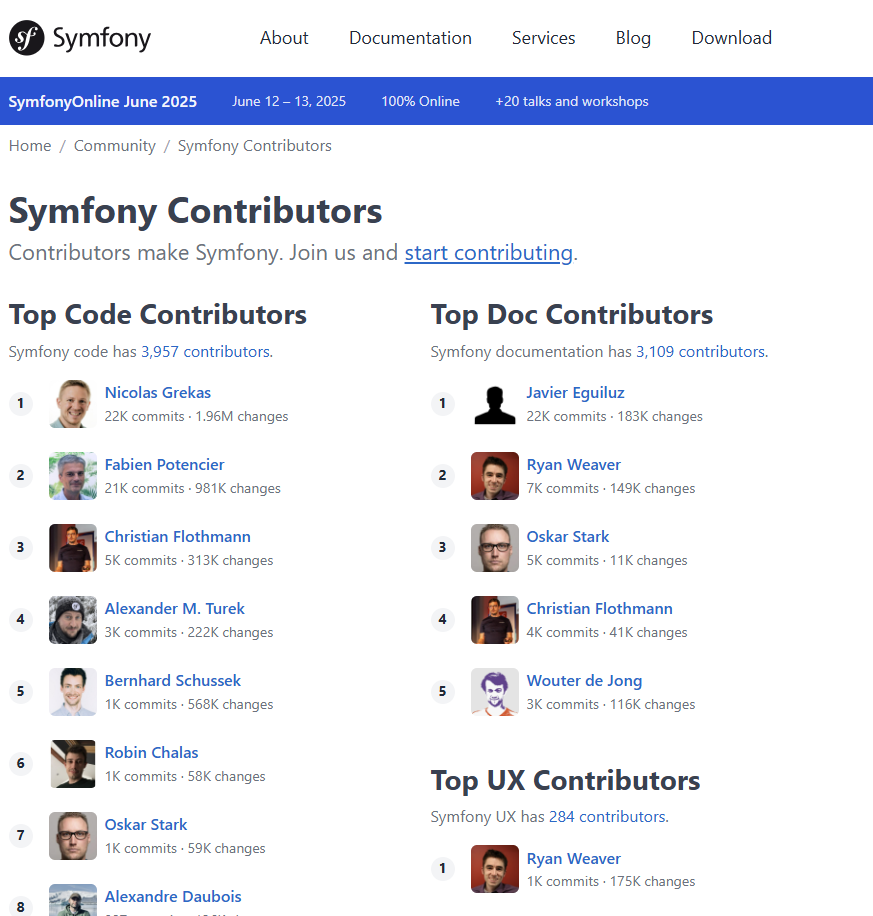 sf Symfony
About Documentation Services Blog Download
SymfonyOnline June 2025 June 12 – 13, 2025 100% Online +20 talks and workshops
Home / Community / Symfony Contributors
Symfony Contributors
Contributors make Symfony. Join us and start contributing.
Top Code Contributors
Symfony code has 3,957 contributors.
1
Nicolas Grekas
22K commits · 1.96M changes
2
Fabien Potencier
21K commits · 981K changes
3
Christian Flothmann
5K commits · 313K changes
4
Alexander M. Turek
3K commits · 222K changes
5
Bernhard Schussek
1K commits · 568K changes
6
Robin Chalas
1K commits · 58K changes
7
Oskar Stark
1K commits · 59K changes
8
Alexandre Daubois
Top Doc Contributors
Symfony documentation has 3,109 contributors.
1
Javier Eguiluz
22K commits · 183K changes
2
Ryan Weaver
7K commits · 149K changes
3
Oskar Stark
5K commits · 11K changes
4
Christian Flothmann
4K commits · 41K changes
5
Wouter de Jong
3K commits · 116K changes
Top UX Contributors
Symfony UX has 284 contributors.
1
Ryan Weaver
1K commits · 175K changes